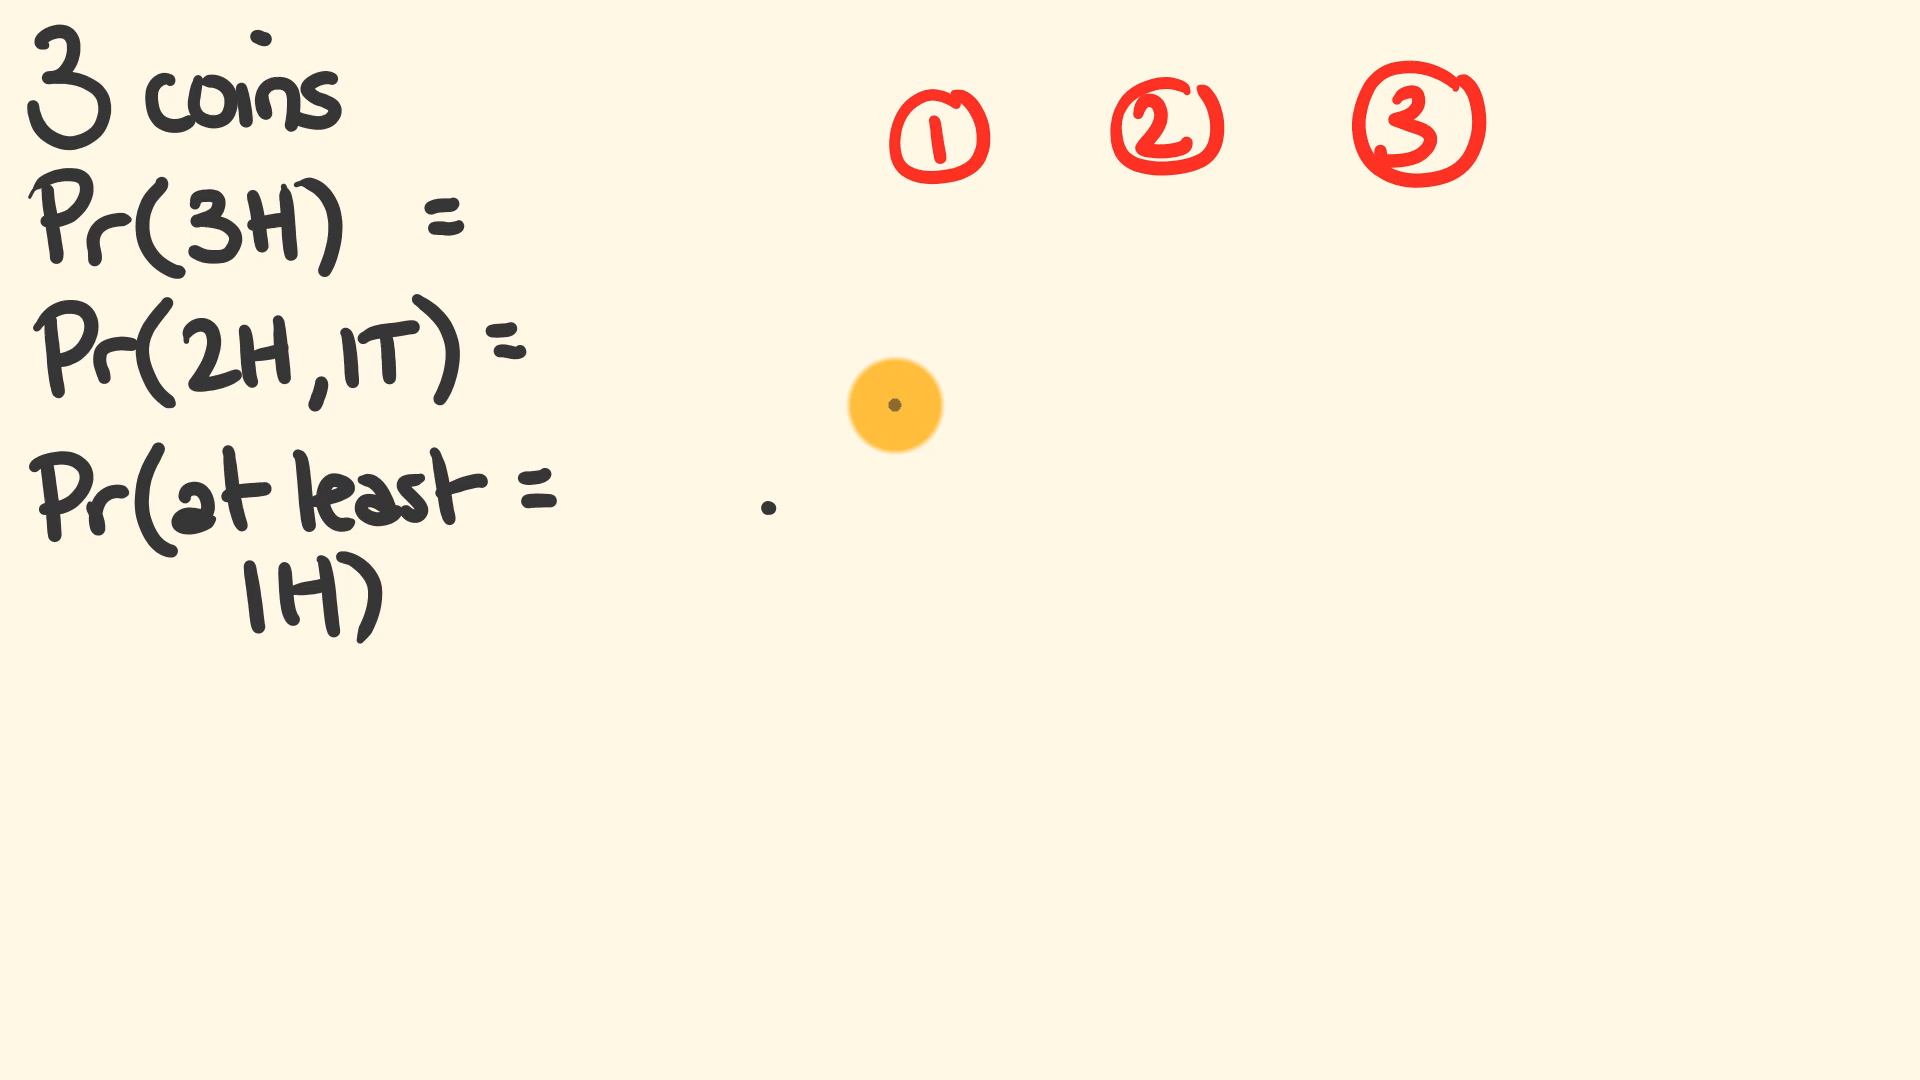 3 coins
① ② ③
Pr(3H) =
Pr(2H, 1T) =
Pr(at least =
1H)